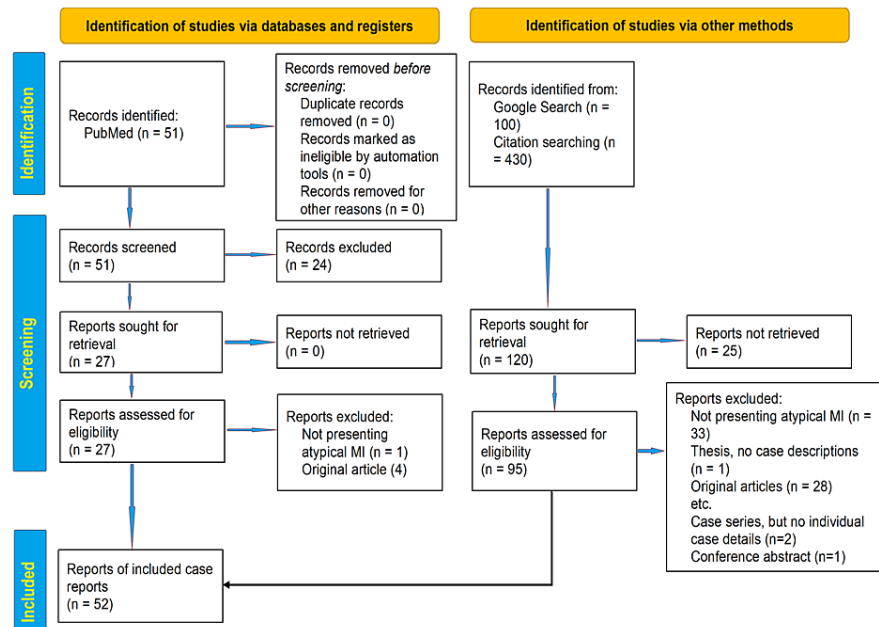 Identification of studies via databases and registers
Identification of studies via other methods
Identification
Records identified:
PubMed (n = 51)
Records removed before
screening:
Duplicate records
removed (n = 0)
Records marked as
ineligible by automation
tools (n = 0)
Records removed for
other reasons (n = 0)
Records identified from:
Google Search (n =
100)
Citation searching (n
= 430)
Screening
Records screened
(n = 51)
Records excluded
(n = 24)
Reports sought for
retrieval
(n = 27)
Reports not retrieved
(n = 0)
Reports sought for
retrieval
(n = 120)
Reports not retrieved
(n = 25)
Reports assessed for
eligibility
(n = 27)
Reports excluded:
Not presenting
atypical MI (n = 1)
Original article (4)
Reports assessed for
eligibility
(n = 95)
Reports excluded:
Not presenting atypical MI (n =
33)
Thesis, no case descriptions
(n = 1)
Original articles (n = 28)
etc.
Case series, but no individual
case details (n=2)
Conference abstract (n=1)
Included
Reports of included case
reports
(n = 52)